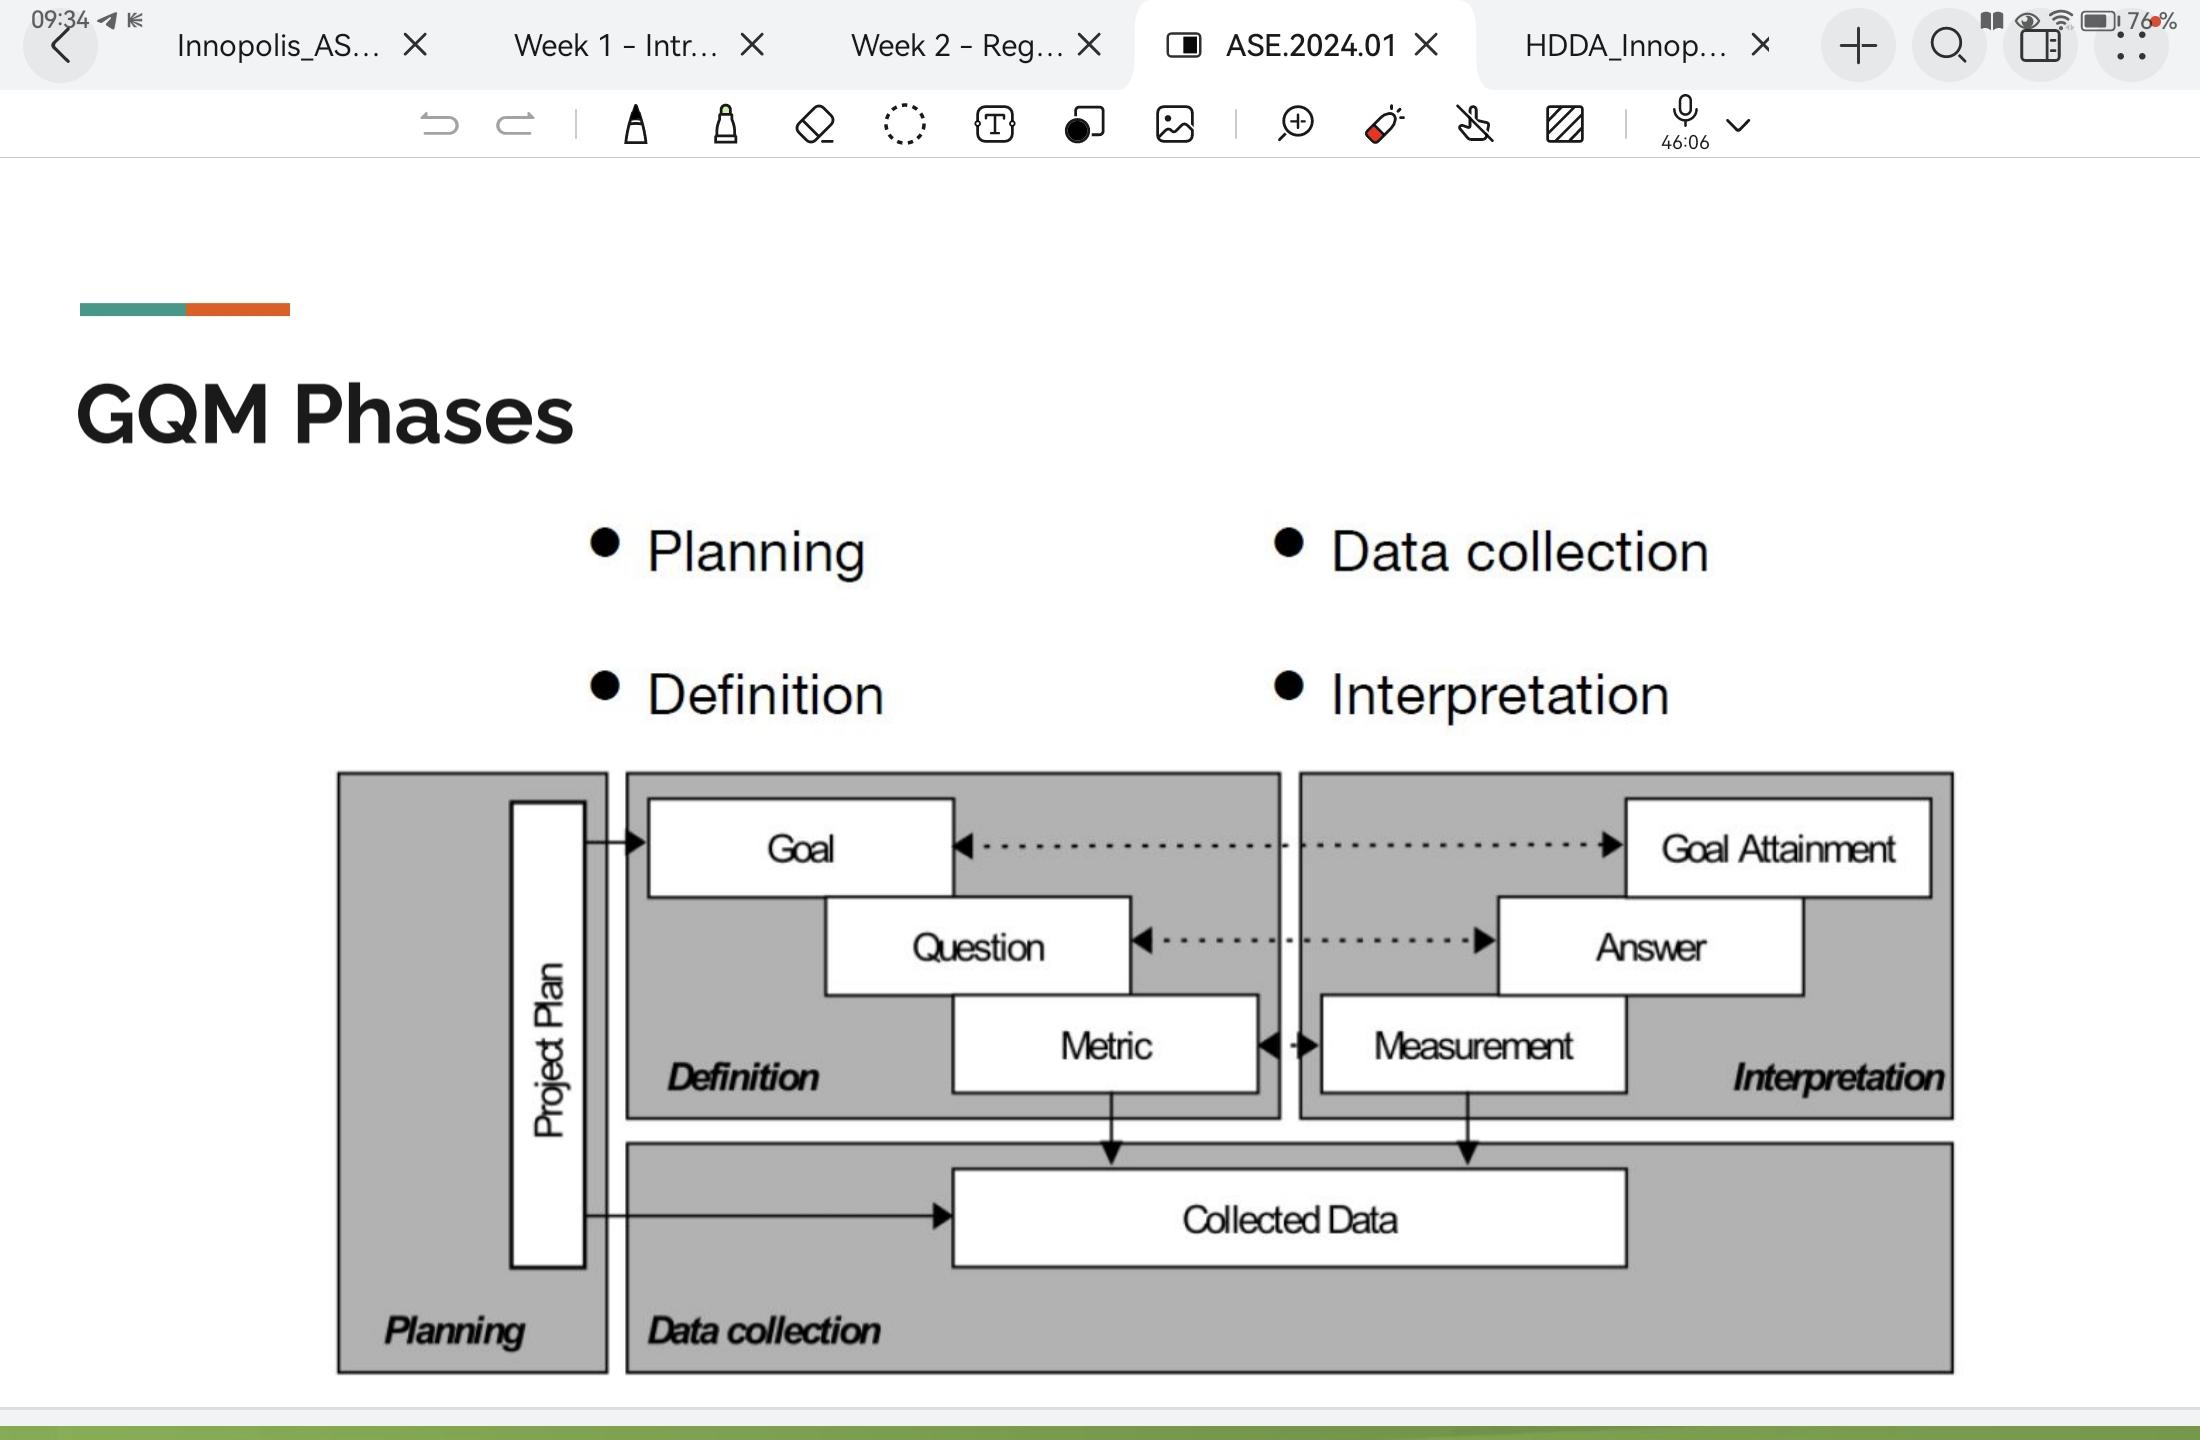 09:34 76%
Innopolis_AS... Week 1 - Intr... Week 2 - Reg... ASE.2024.01 HDDA_Innop...
46:06
GQM Phases
Planning
Definition
Data collection
Interpretation
Project Plan
Planning
Goal
Question
Metric
Definition
Goal Attainment
Answer
Measurement
Interpretation
Collected Data
Data collection